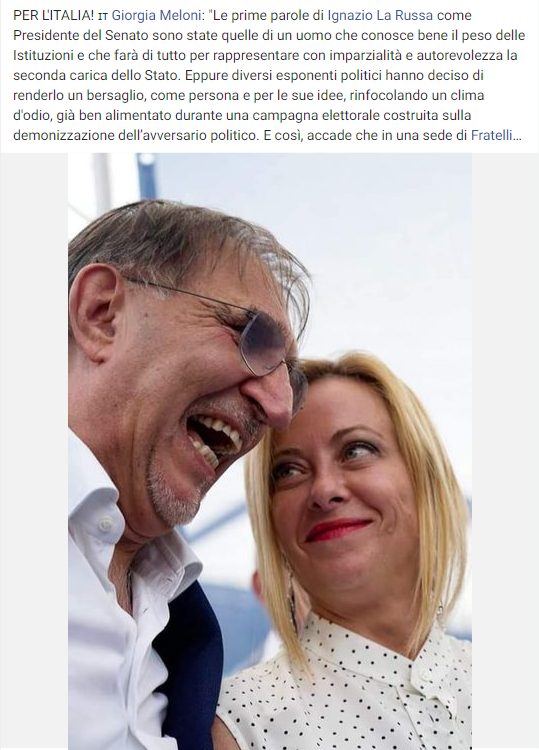 PER L'ITALIA! IT Giorgia Meloni: "Le prime parole di Ignazio La Russa come
Presidente del Senato sono state quelle di un uomo che conosce bene il peso delle
Istituzioni e che farà di tutto per rappresentare con imparzialità e autorevolezza la
seconda carica dello Stato. Eppure diversi esponenti politici hanno deciso di
renderlo un bersaglio, come persona e per le sue idee, rinfocolando un clima
d'odio, già ben alimentato durante una campagna elettorale costruita sulla
demonizzazione dell’avversario politico. E così, accade che in una sede di Fratelli...